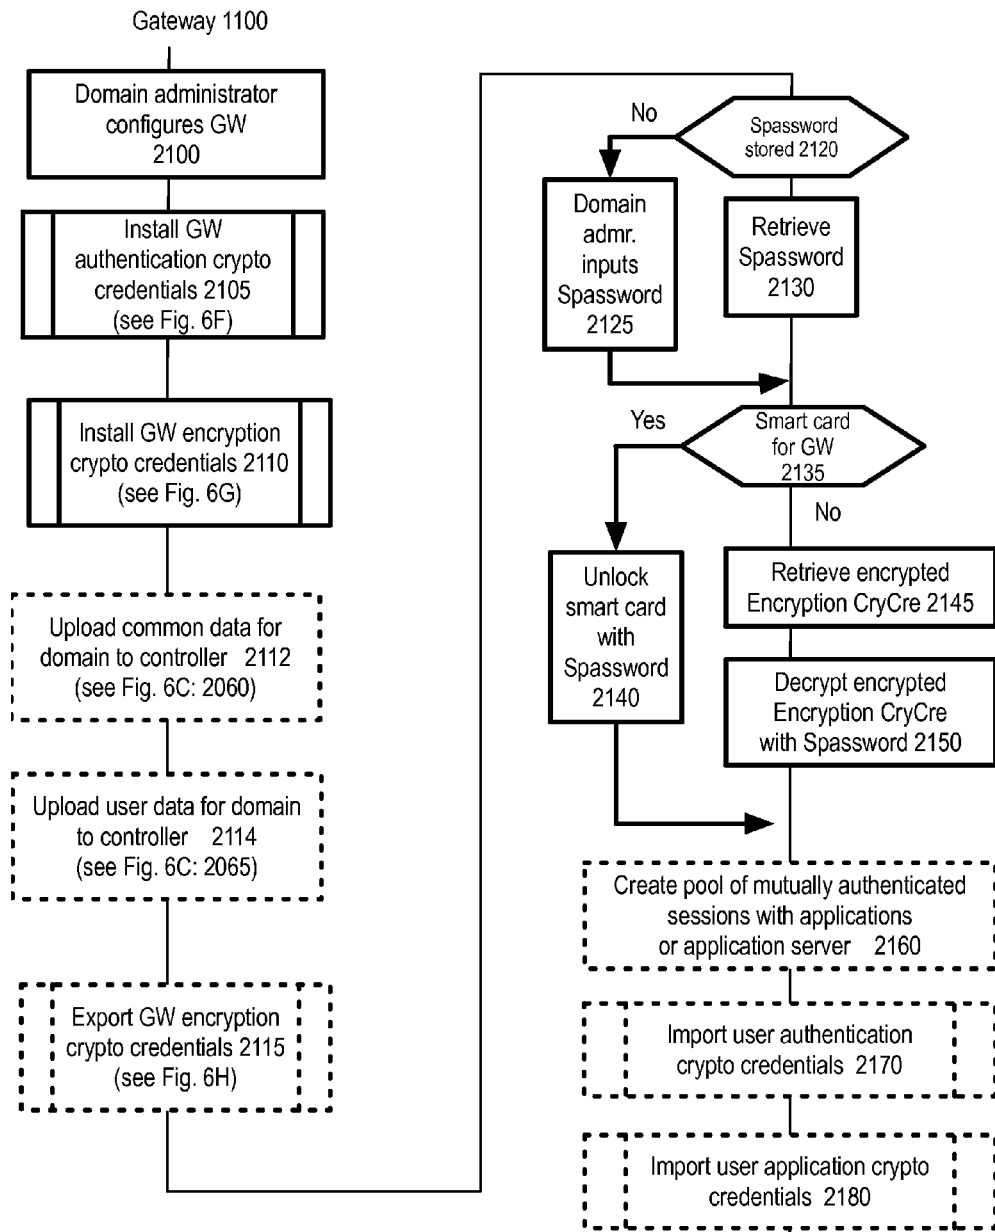 Gateway 1100
Domain administrator
configures GW
2100
Install GW
authentication crypto
credentials 2105
(see Fig. 6F)
Install GW encryption
crypto credentials 2110
(see Fig. 6G)
Upload common data for
domain to controller 2112
(see Fig. 6C: 2060)
Upload user data for domain
to controller 2114
(see Fig. 6C: 2065)
Export GW encryption
crypto credentials 2115
(see Fig. 6H)
Spassword
stored 2120
No
Domain
admr.
inputs
Spassword
2125
Retrieve
Spassword
2130
Smart card
for GW
2135
Yes
No
Unlock
smart card
with
Spassword
2140
Retrieve encrypted
Encryption CryCre 2145
Decrypt encrypted
Encryption CryCre
with Spassword 2150
Create pool of mutually authenticated
sessions with applications
or application server 2160
Import user authentication
crypto credentials 2170
Import user application crypto
credentials 2180